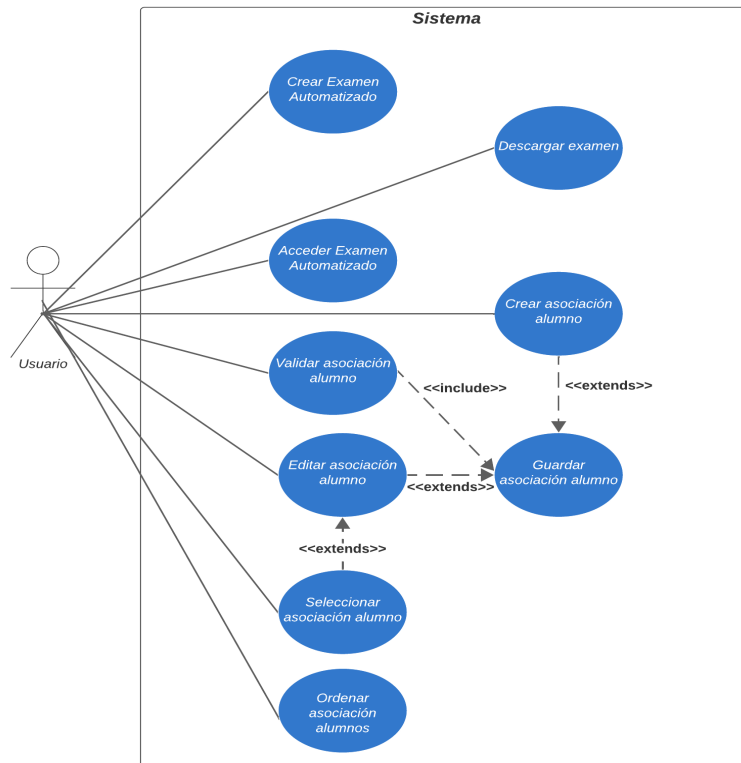 Sistema
Crear Examen
Automatizado
Descargar examen
Acceder Examen
Automatizado
Crear asociación
alumno
Usuario
Validar asociación
alumno
<<include>>
<<extends>>
Editar asociación
alumno
<<extends>>
Guardar
asociación alumno
<<extends>>
Seleccionar
asociación alumno
Ordenar
asociación
alumnos